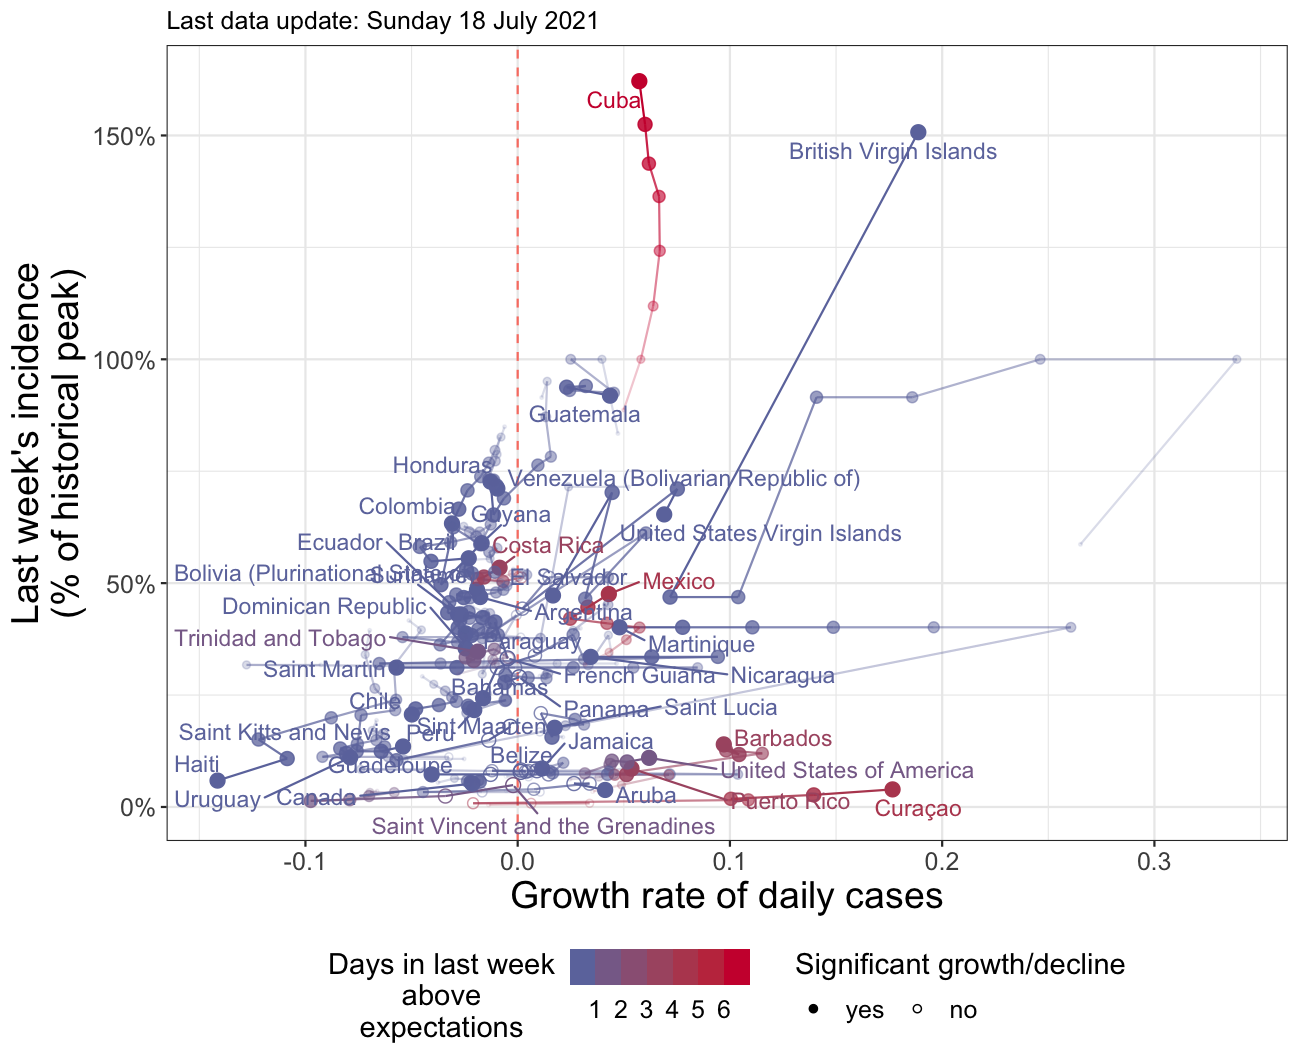 Last data update: Sunday 18 July 2021
Last week's incidence
(% of historical peak)
150%
100%
50%
0%
Cuba
British Virgin Islands
Guatemala
Honduras
Venezuela (Bolivarian Republic of)
Colombia
Guyana
United States Virgin Islands
Ecuador
Brazil
Costa Rica
Bolivia (Plurinational State
Suriname
El Salvador
Mexico
Dominican Republic
Argentina
Trinidad and Tobago
Paraguay
Martinique
Saint Martin
French Guiana
Nicaragua
Bahamas
Chile
Panama
Saint Lucia
Saint Kitts and Nevis
Peru
Sint Maarten
Jamaica
Barbados
Haiti
Guadeloupe
Belize
United States of America
Uruguay
Canada
Aruba
Puerto Rico
Curaçao
Saint Vincent and the Grenadines
-0.1 0.0 0.1 0.2 0.3
Growth rate of daily cases
Days in last week
above
expectations
1 2 3 4 5 6
Significant growth/decline
yes no